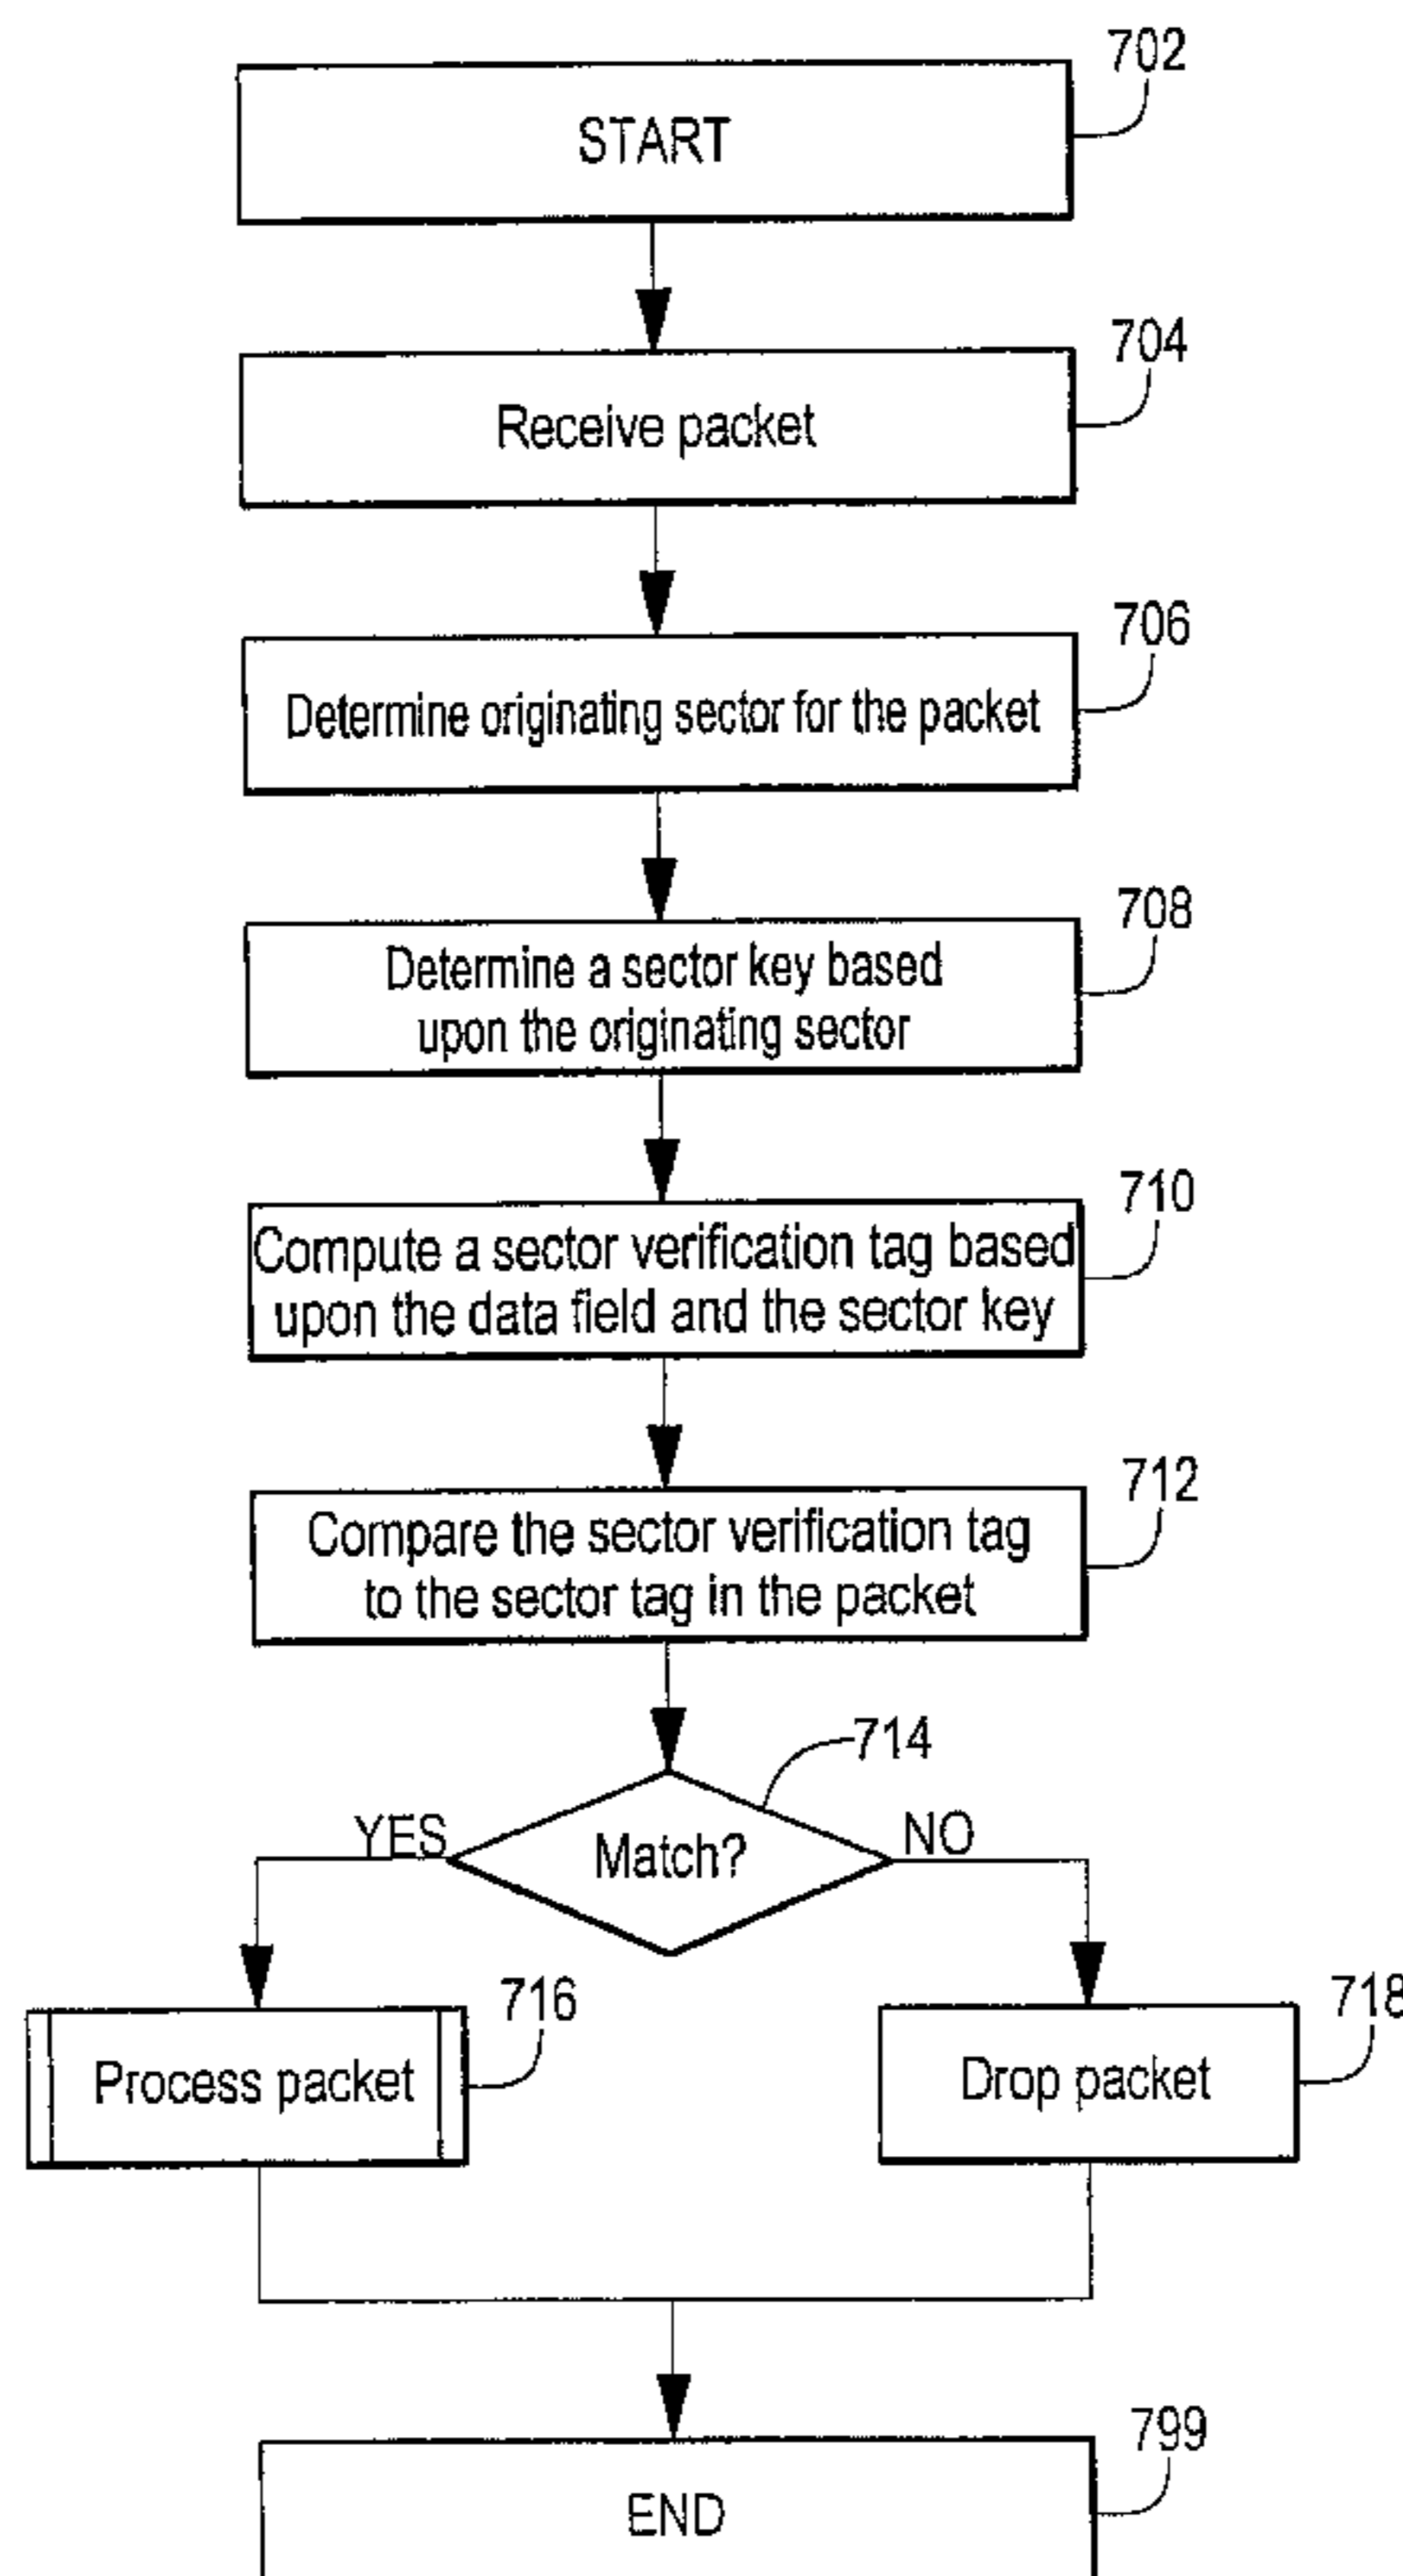 702
START
704
Receive packet
706
Determine originating sector for the packet
708
Determine a sector key based
upon the originating sector
710
Compute a sector verification tag based
upon the data field and the sector key
712
Compare the sector verification tag
to the sector tag in the packet
714
YES
Match?
NO
716
Process packet
718
Drop packet
799
END